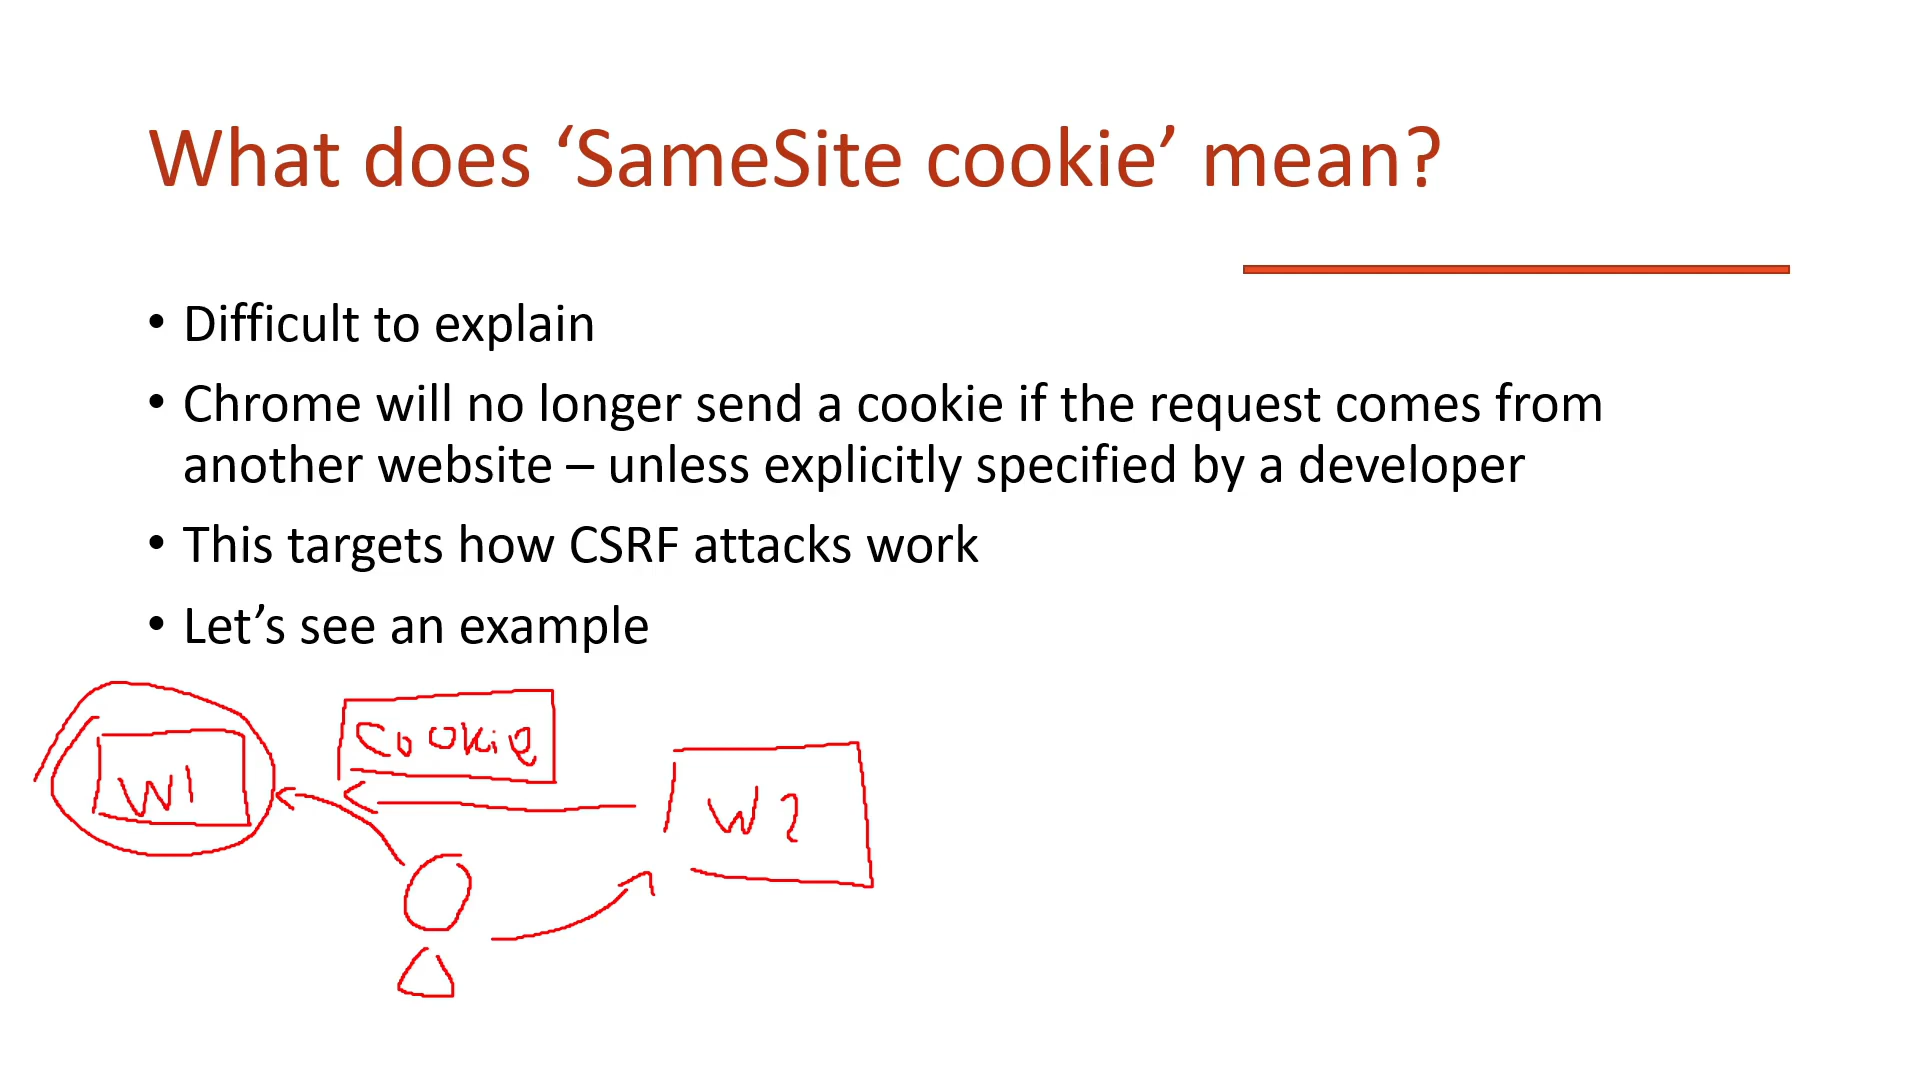 What does ‘SameSite cookie’ mean?
• Difficult to explain
• Chrome will no longer send a cookie if the request comes from
another website – unless explicitly specified by a developer
• This targets how CSRF attacks work
• Let’s see an example
Cookie
W1
W2